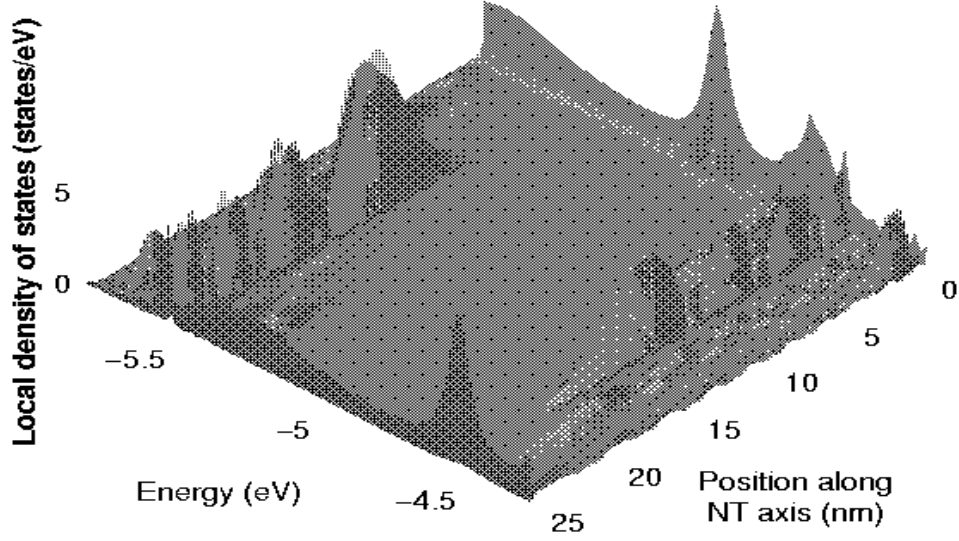 Local density of states (states/eV)
5
0
−5.5
−5
−4.5
Energy (eV)
0
5
10
15
20
25
Position along
NT axis (nm)